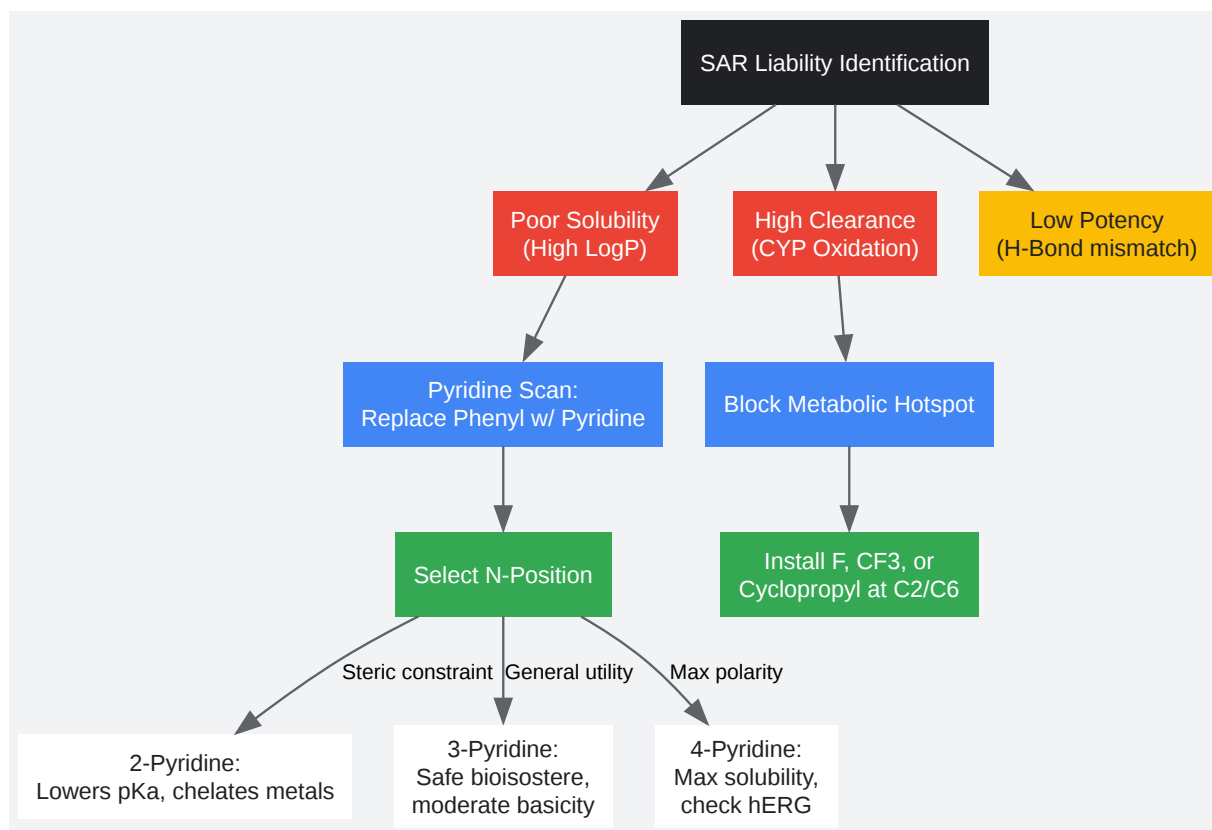 SAR Liability Identification
Poor Solubility
(High LogP)
High Clearance
(CYP Oxidation)
Low Potency
(H-Bond mismatch)
Pyridine Scan:
Replace Phenyl w/ Pyridine
Block Metabolic Hotspot
Select N-Position
Install F, CF3, or
Cyclopropyl at C2/C6
Steric constraint
General utility
Max polarity
2-Pyridine:
Lowers pKa, chelates metals
3-Pyridine:
Safe bioisostere,
moderate basicity
4-Pyridine:
Max solubility,
check hERG